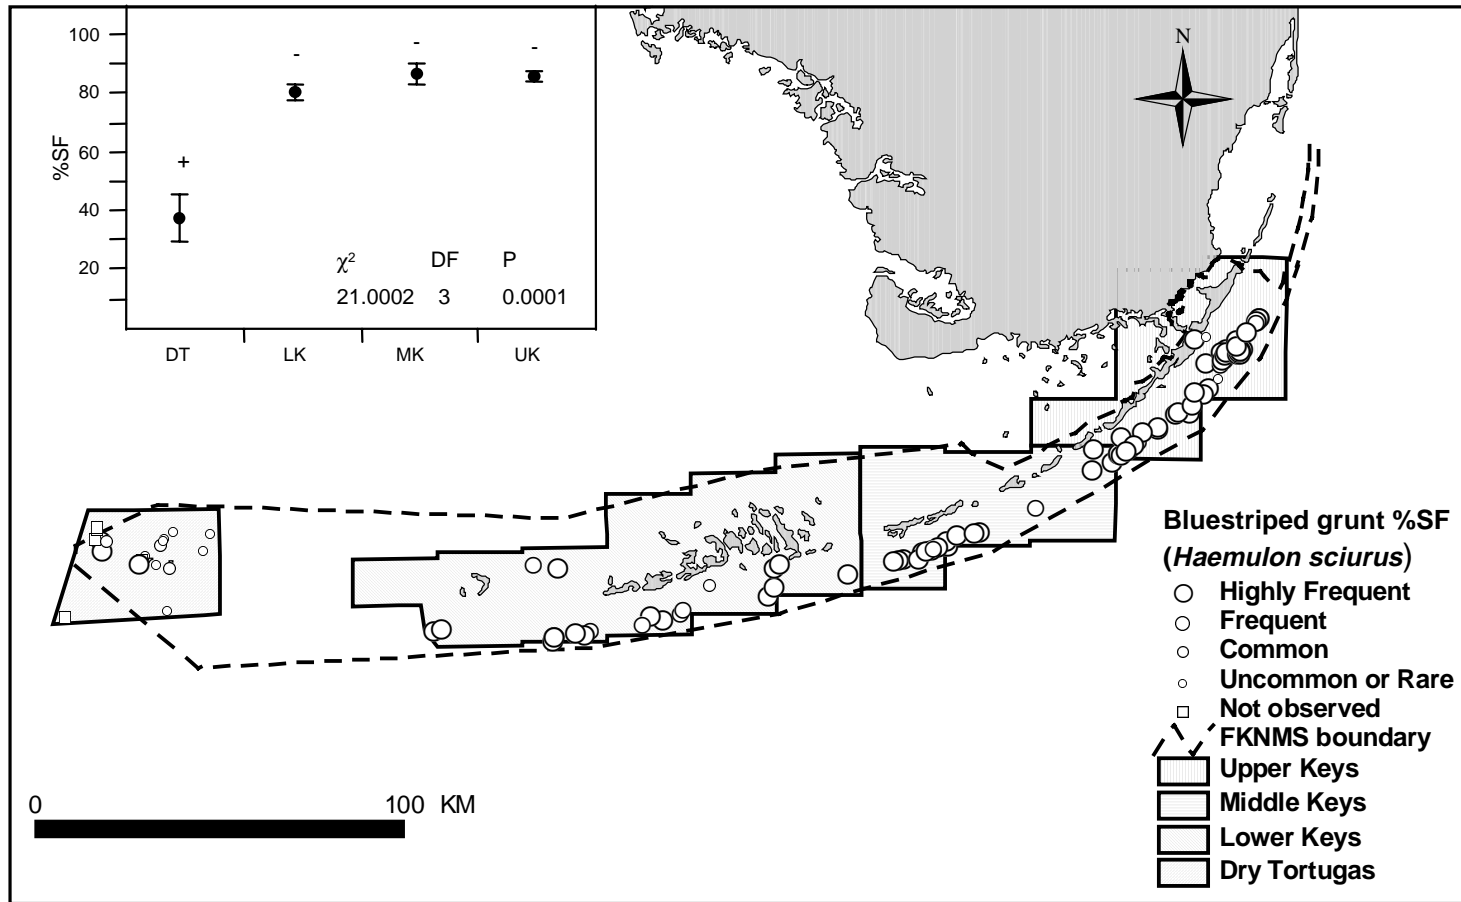 100
80
60
40
20
%SF
+
-
-
-
χ² DF P
21.0002 3 0.0001
DT LK MK UK
N
Bluestriped grunt %SF
(Haemulon sciurus)
Highly Frequent
Frequent
Common
Uncommon or Rare
Not observed
FKNMS boundary
Upper Keys
Middle Keys
Lower Keys
Dry Tortugas
0 100 KM